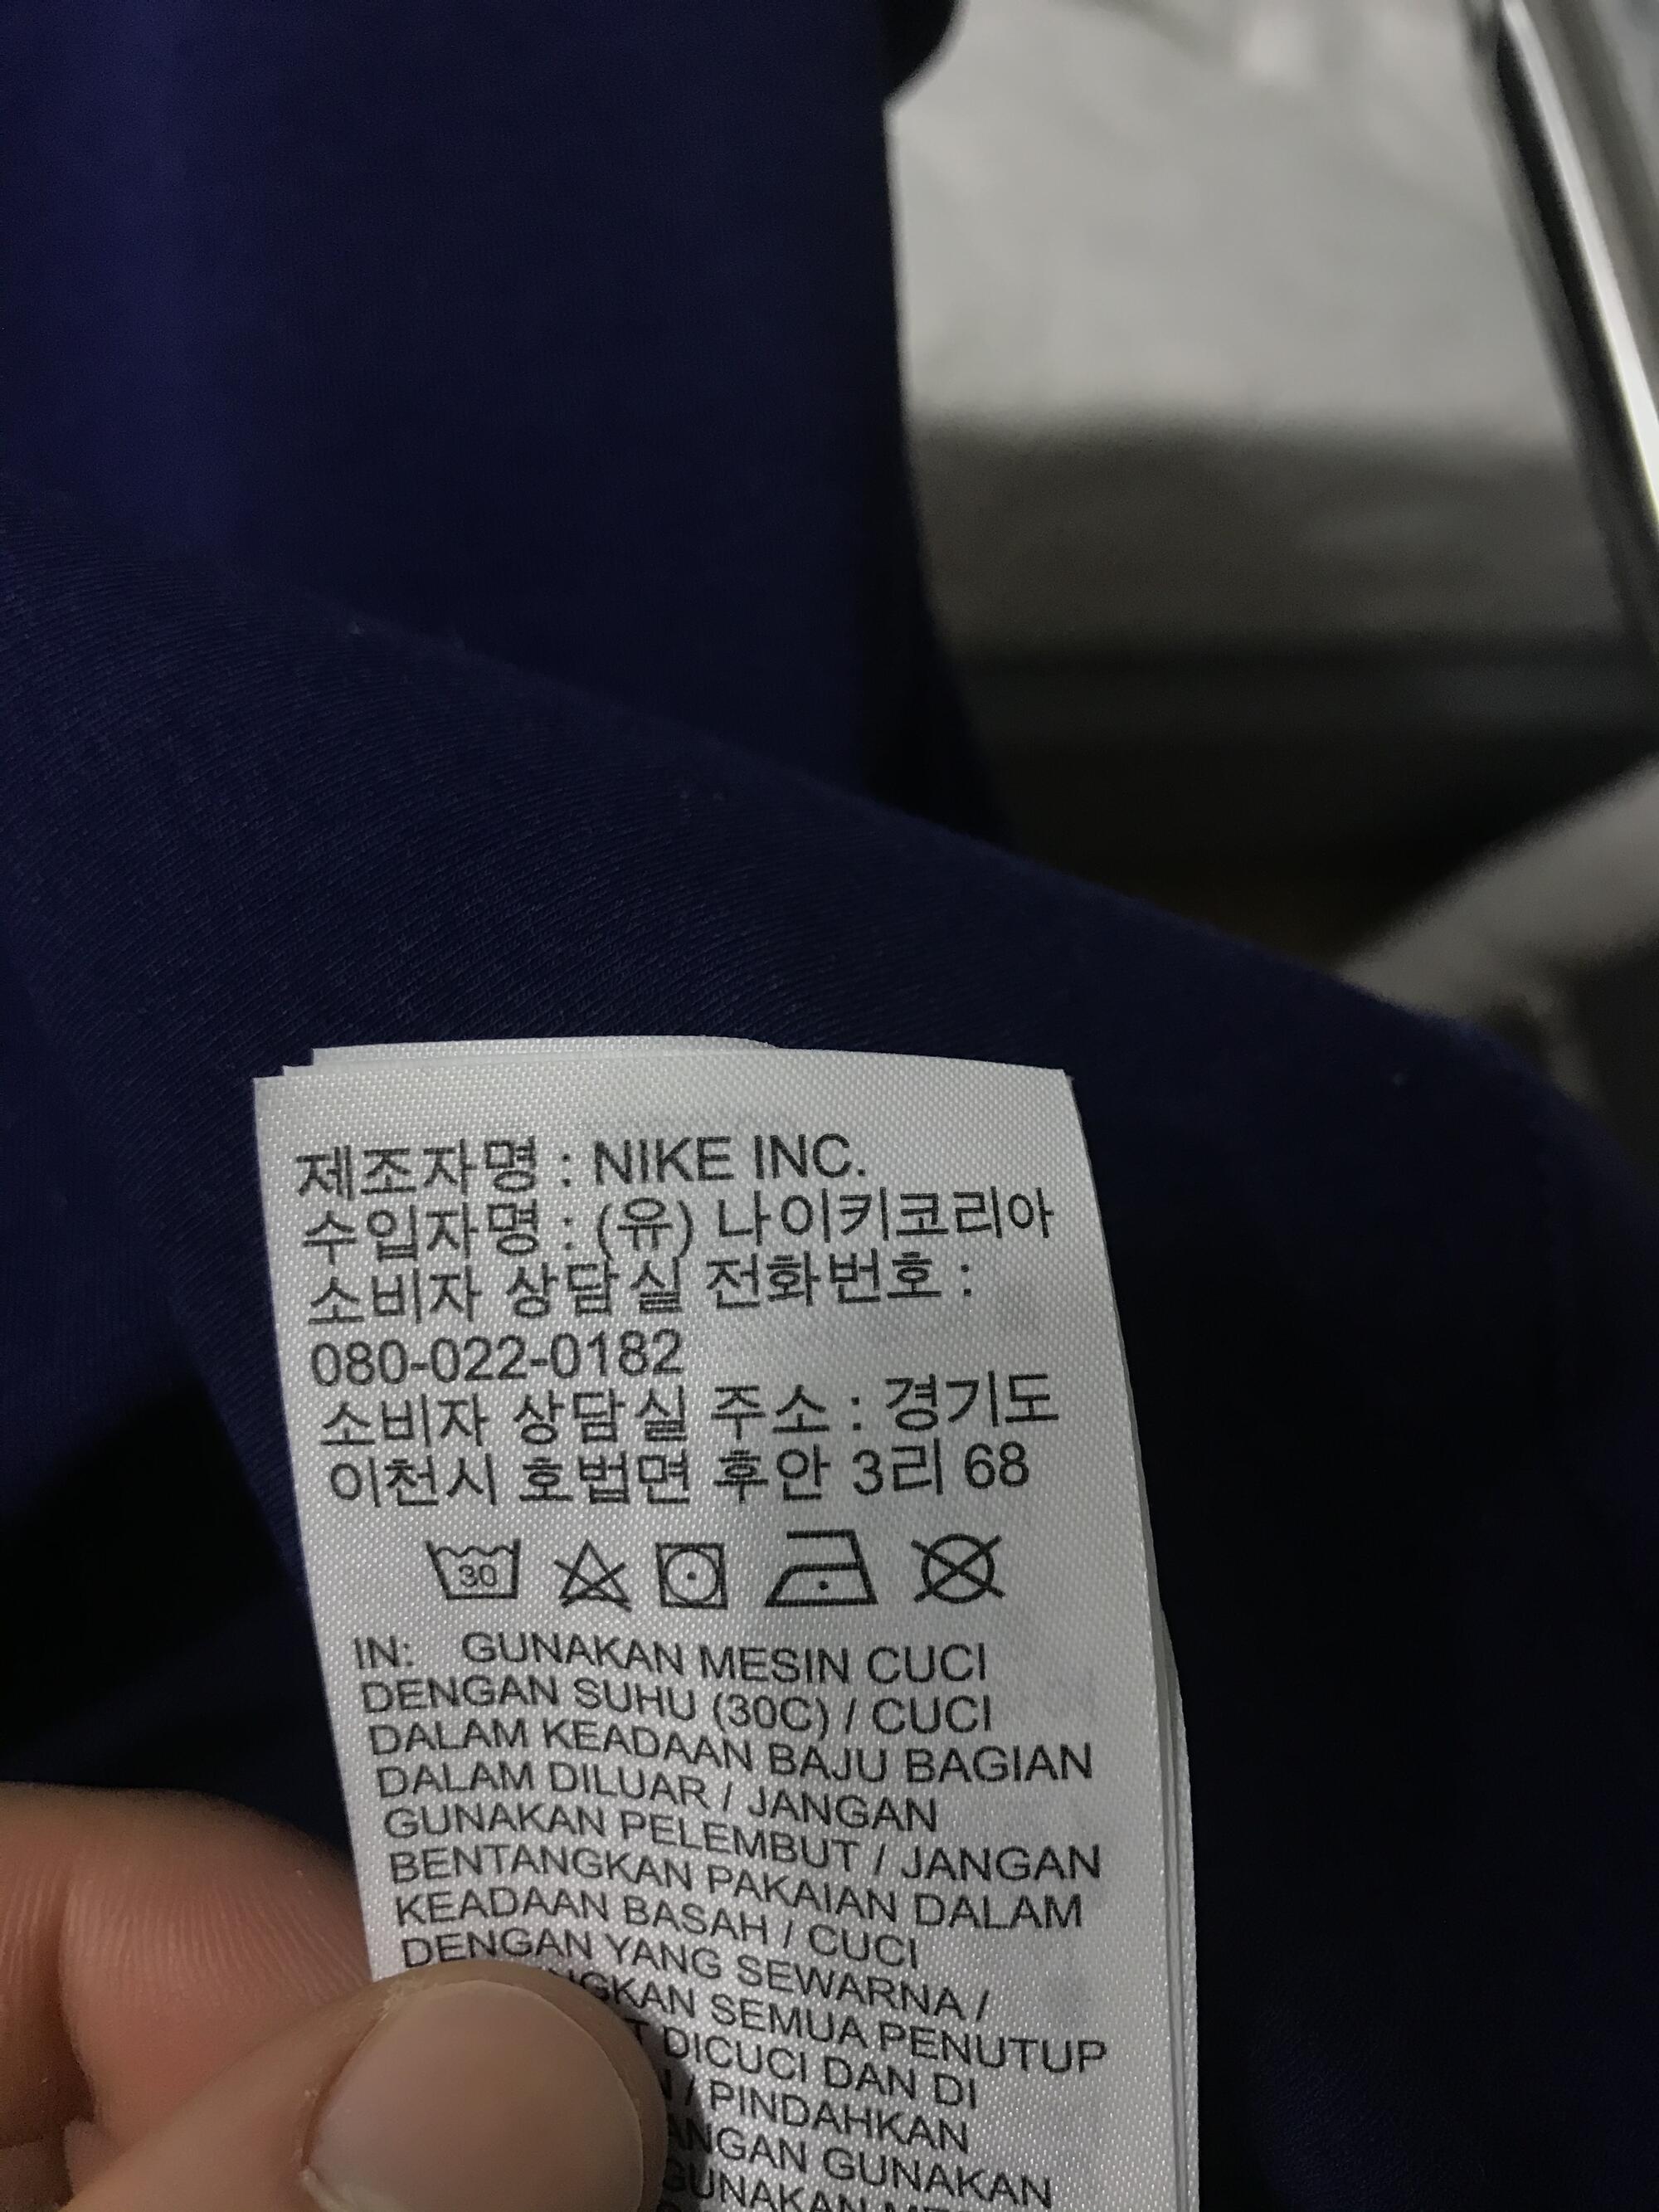 제조자명 : NIKE INC.
수입자명 : (유) 나이키코리아
소비자 상담실 전화번호 :
080-022-0182
소비자 상담실 주소 : 경기도
이천시 호법면 후안 3리 68
30
IN: GUNAKAN MESIN CUCI
DENGAN SUHU (30C) / CUCI
DALAM KEADAAN BAJU BAGIAN
DALAM DILUAR / JANGAN
GUNAKAN PELEMBUT / JANGAN
BENTANGKAN PAKAIAN DALAM
KEADAAN BASAH / CUCI
DENGAN YANG SEWARNA /
SEMUA PENUTUP
DICUCI DAN DI
/ PINDAHKAN
GUNAKAN